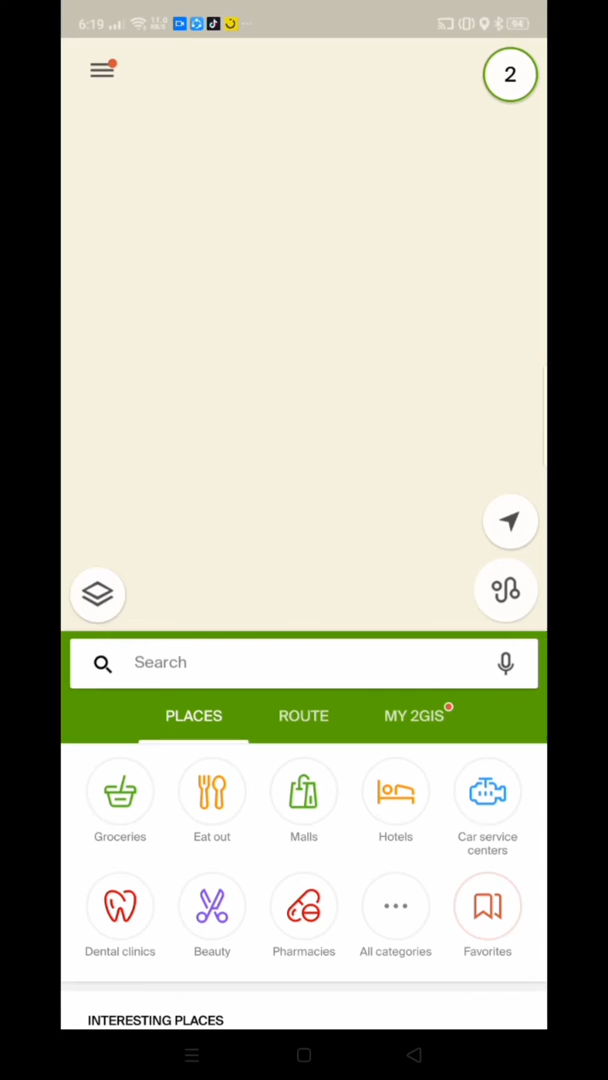 6:19
94
2
Search
PLACES
ROUTE
MY 2GIS
Groceries
Eat out
Malls
Hotels
Car service
centers
Dental clinics
Beauty
Pharmacies
All categories
Favorites
INTERESTING PLACES